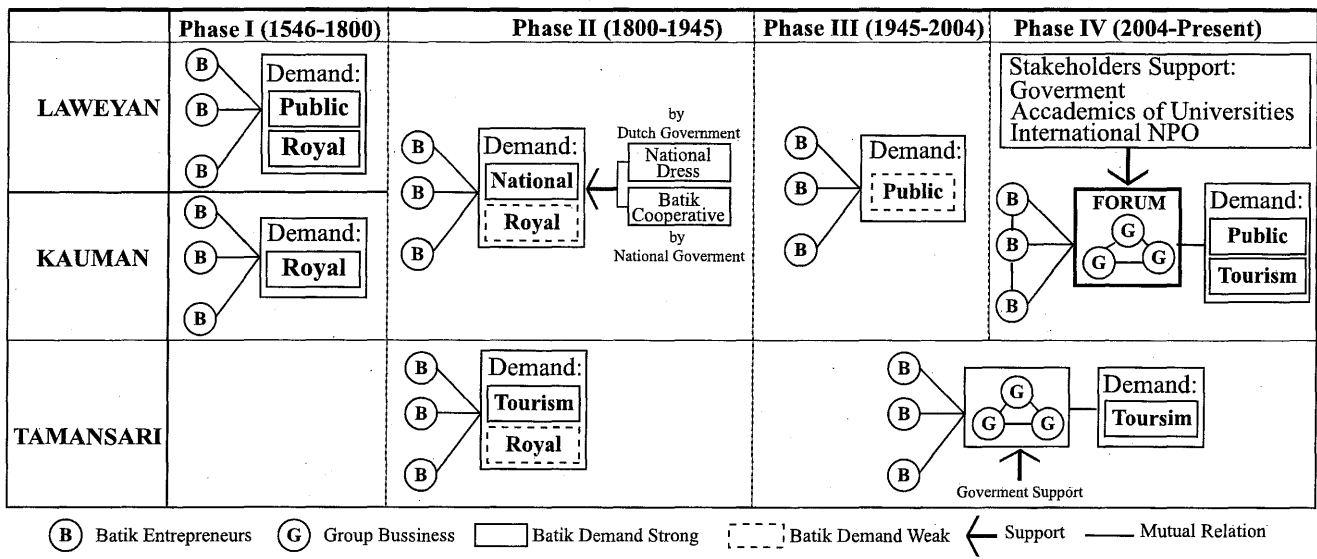 Phase I (1546-1800)
Phase II (1800-1945)
Phase III (1945-2004)
Phase IV (2004-Present)
LAWEYAN
B
B
B
Demand:
Public
Royal
KAUMAN
B
B
B
Demand:
Royal
B
B
B
Demand:
National
Royal
by
Dutch Government
National
Dress
Batik
Cooperative
by
National Goverment
B
B
B
Demand:
Public
Stakeholders Support:
Goverment
Accademics of Universities
International NPO
B
B
B
FORUM
G
G
G
Demand:
Public
Tourism
TAMANSARI
B
B
B
Demand:
Tourism
Royal
B
B
B
G
G
G
Demand:
Toursim
Goverment Support
B Batik Entrepreneurs
G Group Bussiness
Batik Demand Strong
Batik Demand Weak
Support
Mutual Relation